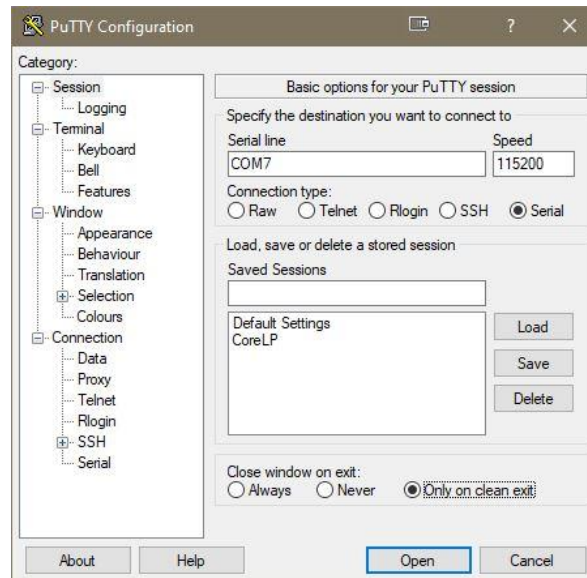 PuTTY Configuration
?
Category:
Session
Logging
Terminal
Keyboard
Bell
Features
Window
Appearance
Behaviour
Translation
Selection
Colours
Connection
Data
Proxy
Telnet
Rlogin
SSH
Serial
Basic options for your PuTTY session
Specify the destination you want to connect to
Serial line Speed
COM7 115200
Connection type:
Raw Telnet Rlogin SSH Serial
Load, save or delete a stored session
Saved Sessions
Default Settings
CoreLP
Load
Save
Delete
Close window on exit:
Always Never Only on clean exit
About Help Open Cancel